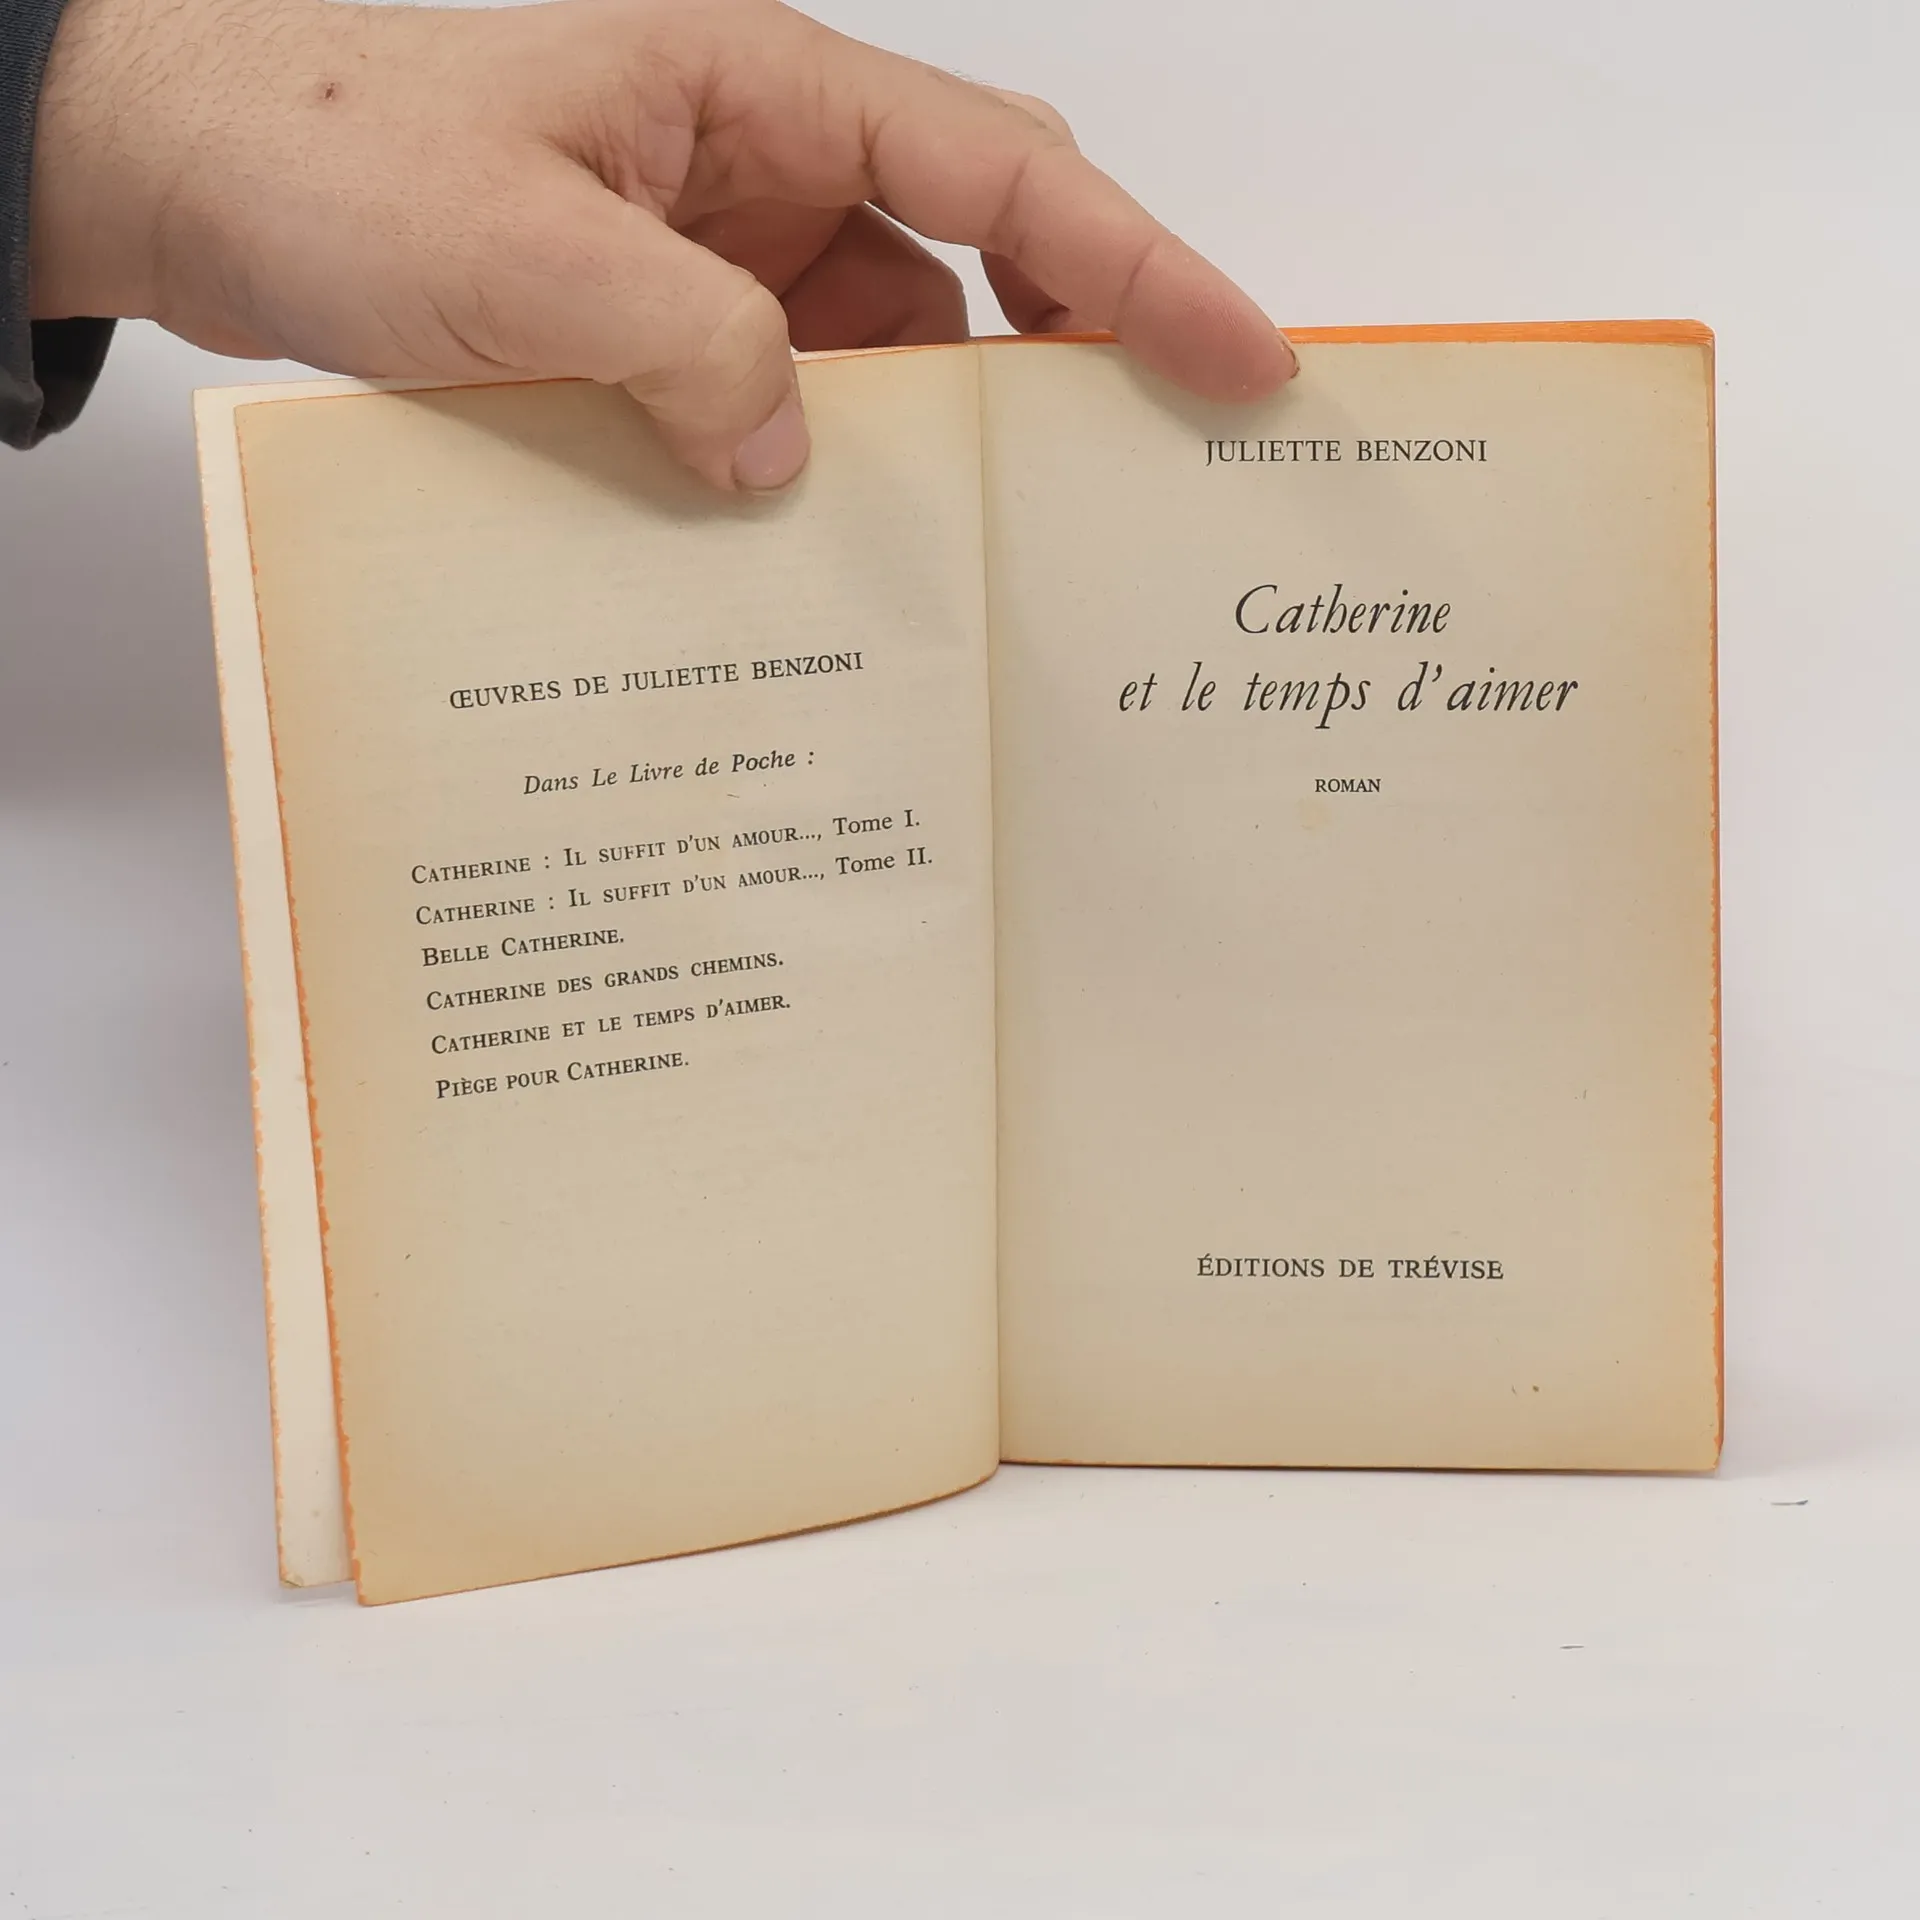 ŒUVRES DE JULIETTE BENZONI
Dans Le Livre de Poche :
CATHERINE : IL SUFFIT D'UN AMOUR..., Tome I.
CATHERINE : IL SUFFIT D'UN AMOUR..., Tome II.
BELLE CATHERINE.
CATHERINE DES GRANDS CHEMINS.
CATHERINE ET LE TEMPS D'AIMER.
PIÈGE POUR CATHERINE.
JULIETTE BENZONI
Catherine
et le temps d'aimer
ROMAN
ÉDITIONS DE TRÉVISE